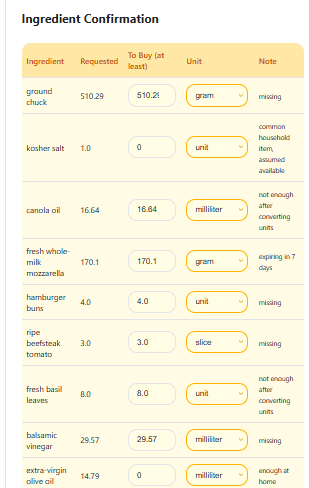 Ingredient Confirmation
Ingredient Requested To Buy (at least) Unit Note
ground chuck 510.29 510.29 gram missing
kosher salt 1.0 0 unit common household item, assumed available
canola oil 16.64 16.64 milliliter not enough after converting units
fresh whole-milk mozzarella 170.1 170.1 gram expiring in 7 days
hamburger buns 4.0 4.0 unit missing
ripe beefsteak tomato 3.0 3.0 slice missing
fresh basil leaves 8.0 8.0 unit not enough after converting units
balsamic vinegar 29.57 29.57 milliliter missing
extra-virgin olive oil 14.79 0 milliliter enough at home